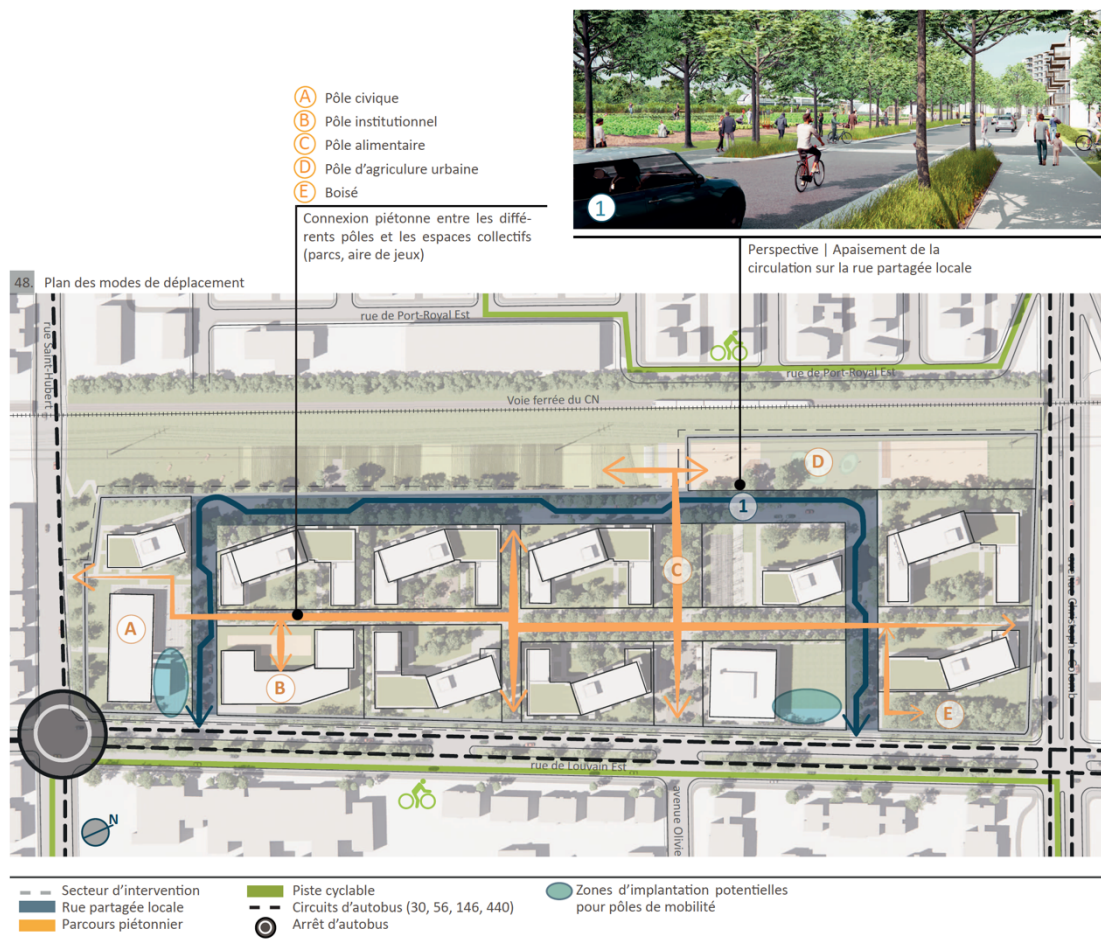 A Pôle civique
B Pôle institutionnel
C Pôle alimentaire
D Pôle d'agriculure urbaine
E Boisé
Connexion piétonne entre les diffé-
rents pôles et les espaces collectifs
(parcs, aire de jeux)
1
Perspective | Apaisement de la
circulation sur la rue partagée locale
48. Plan des modes de déplacement
rue de Port-Royal Est
rue Saint-Hubert
rue de Port-Royal Est
Voie ferrée du CN
D
1
C
A
B
E
rue de Louvain Est
avenue Olivie
N
Secteur d'intervention
Rue partagée locale
Parcours piétonnier
Piste cyclable
Circuits d'autobus (30, 56, 146, 440)
Arrêt d'autobus
Zones d'implantation potentielles
pour pôles de mobilité